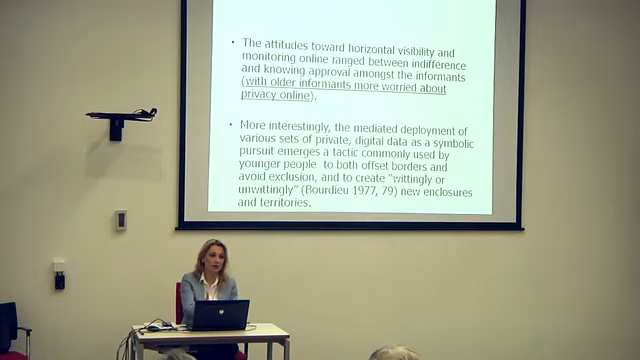 • The attitudes toward horizontal visibility and
monitoring online ranged between indifference
and knowing approval amongst the informants
(with older informants more worried about
privacy online).
• More interestingly, the mediated deployment of
various sets of private, digital data as a symbolic
pursuit emerges a tactic commonly used by
younger people to both offset borders and
avoid exclusion, and to create "wittingly or
unwittingly" (Bourdieu 1977, 79) new enclosures
and territories.